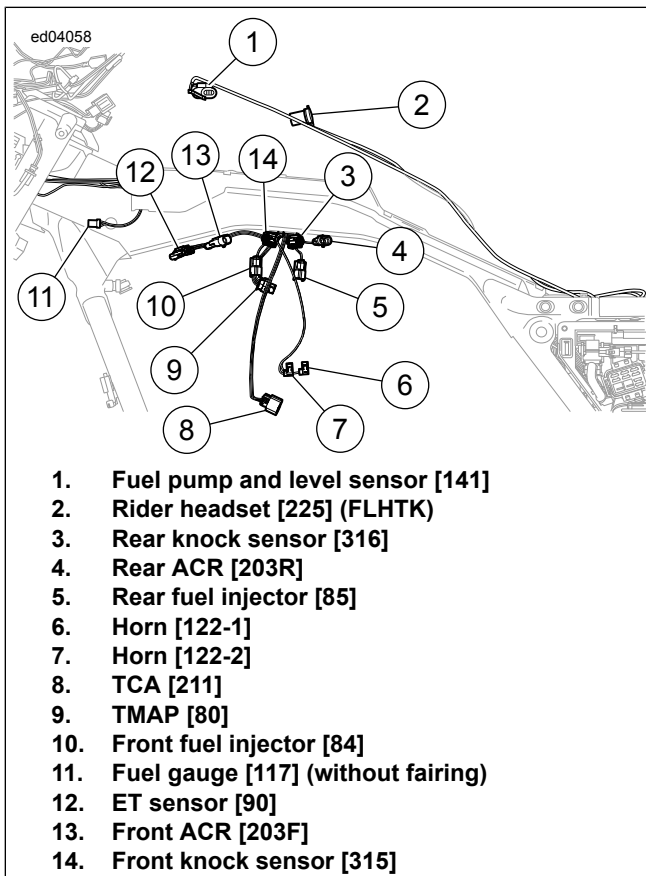 ed04058
1
2
13
14
3
12
4
11
10
5
9
6
8
7
1. Fuel pump and level sensor [141]
2. Rider headset [225] (FLHTK)
3. Rear knock sensor [316]
4. Rear ACR [203R]
5. Rear fuel injector [85]
6. Horn [122-1]
7. Horn [122-2]
8. TCA [211]
9. TMAP [80]
10. Front fuel injector [84]
11. Fuel gauge [117] (without fairing)
12. ET sensor [90]
13. Front ACR [203F]
14. Front knock sensor [315]